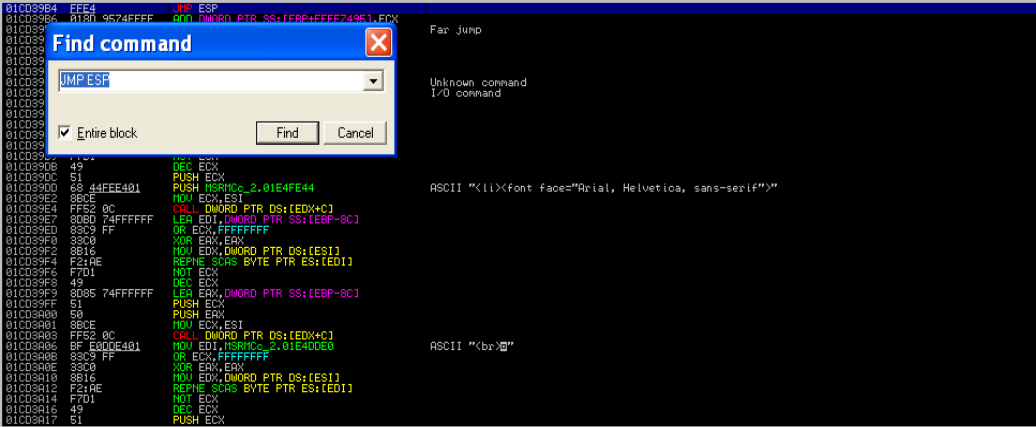 01CD39B4 FFE4 JMP ESP
01CD39B6 018D 9574FFFF ADD DWORD PTR SS:[EBP+FFFF7495],ECX
01CD39 Far jump
Find command
01CD39
01CD39
01CD39
JMP ESP
01CD39 Unknown command
01CD39 I/O command
01CD39
01CD39
Entire block
Find
Cancel
01CD39
01CD39
01CD39DB 49 DEC ECX
01CD39DC 51 PUSH ECX
01CD39DD 68 44FEE401 PUSH MSRMCc_2.01E4FE44 ASCII "<li><font face="Arial, Helvetica, sans-serif">"
01CD39E2 8BCE MOV ECX,ESI
01CD39E4 FF52 0C CALL DWORD PTR DS:[EDX+C]
01CD39E7 8DBD 74FFFFFF LEA EDI,DWORD PTR SS:[EBP-8C]
01CD39ED 83C9 FF OR ECX,FFFFFFFF
01CD39F0 33C0 XOR EAX,EAX
01CD39F2 8B16 MOV EDX,DWORD PTR DS:[ESI]
01CD39F4 F2:AE REPNE SCAS BYTE PTR ES:[EDI]
01CD39F6 F7D1 NOT ECX
01CD39F8 49 DEC ECX
01CD39F9 8D85 74FFFFFF LEA EAX,DWORD PTR SS:[EBP-8C]
01CD39FF 51 PUSH ECX
01CD3A00 50 PUSH EAX
01CD3A01 8BCE MOV ECX,ESI
01CD3A03 FF52 0C CALL DWORD PTR DS:[EDX+C]
01CD3A06 BF E0DDE401 MOV EDI,MSRMCc_2.01E4DDE0 ASCII "<br>"
01CD3A0B 83C9 FF OR ECX,FFFFFFFF
01CD3A0E 33C0 XOR EAX,EAX
01CD3A10 8B16 MOV EDX,DWORD PTR DS:[ESI]
01CD3A12 F2:AE REPNE SCAS BYTE PTR ES:[EDI]
01CD3A14 F7D1 NOT ECX
01CD3A16 49 DEC ECX
01CD3A17 51 PUSH ECX